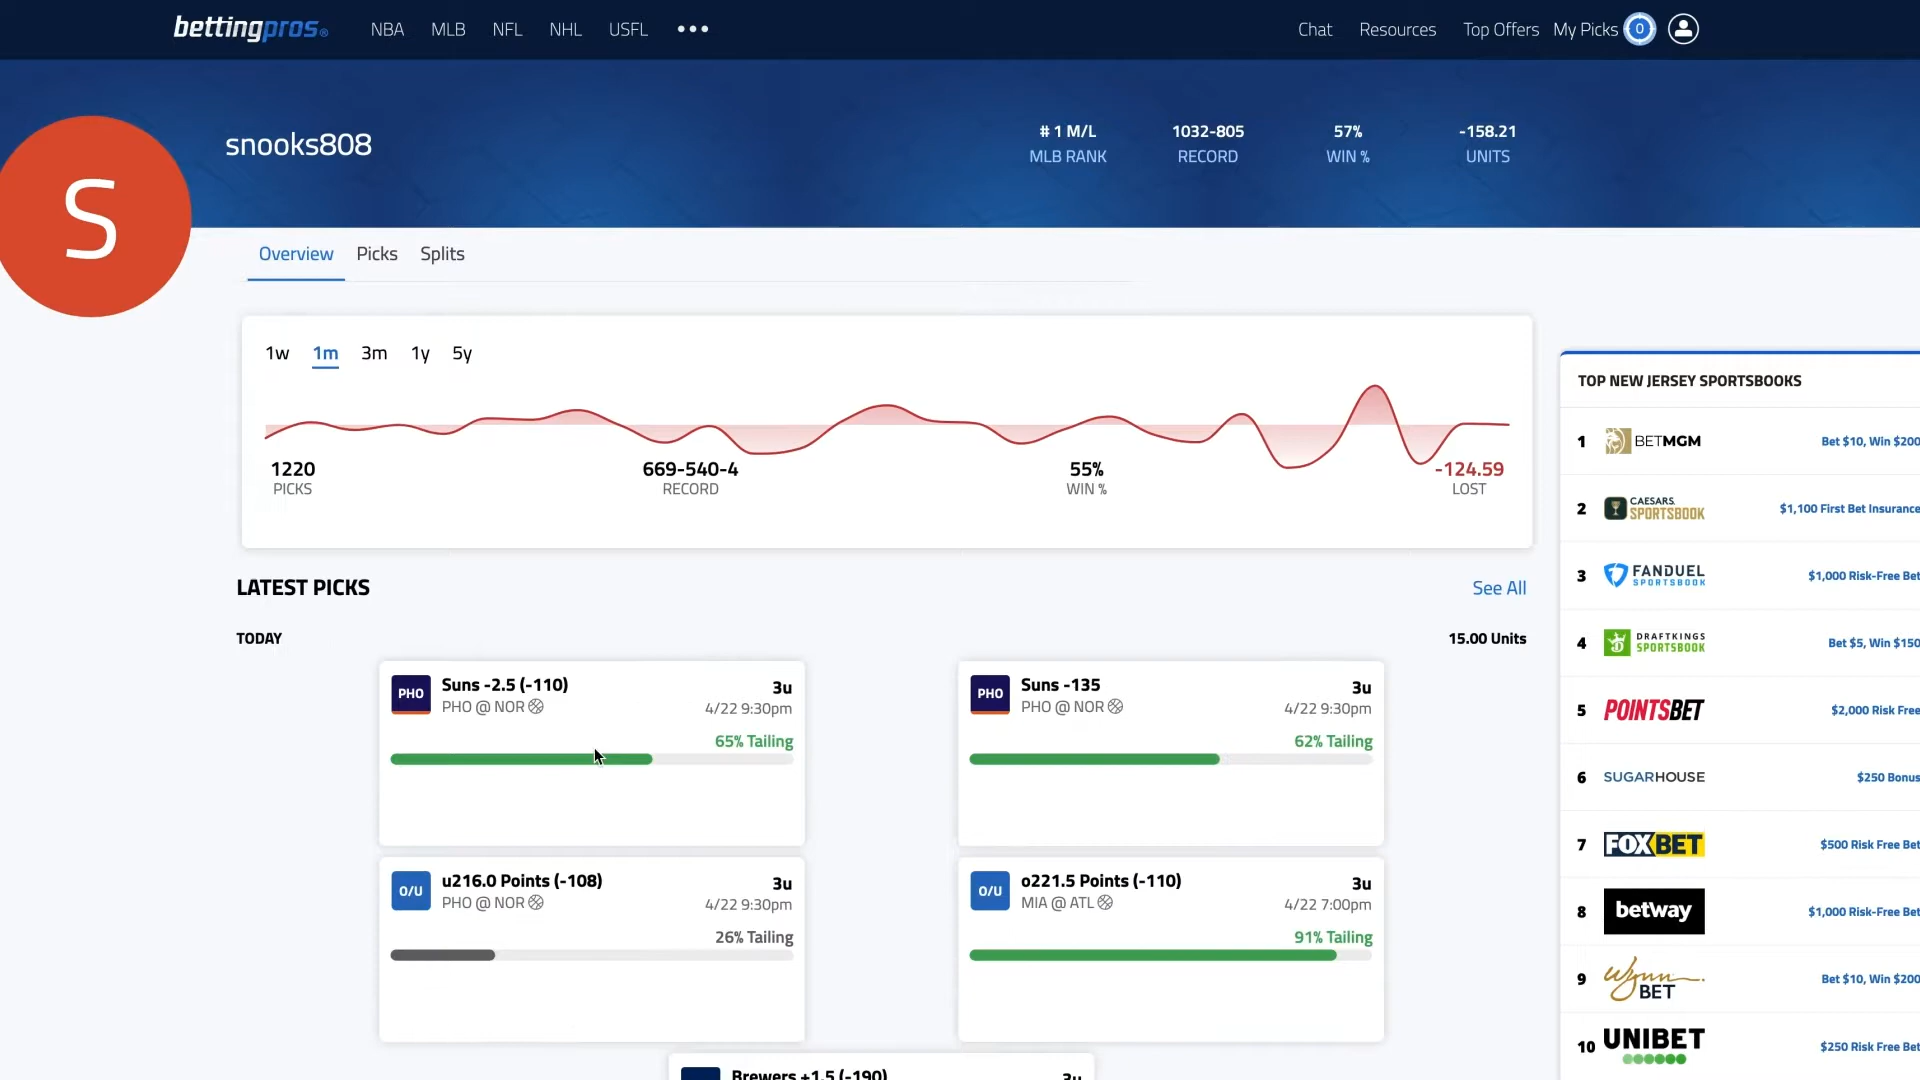 bettingpros®
NBA MLB NFL NHL USFL •••
Chat Resources Top Offers My Picks 0
S
snooks808
# 1 M/L 1032-805 57% -158.21
MLB RANK RECORD WIN % UNITS
Overview Picks Splits
1w 1m 3m 1y 5y
1220 669-540-4 55% -124.59
PICKS RECORD WIN % LOST
LATEST PICKS See All
TODAY 15.00 Units
PHO Suns -2.5 (-110) 3u
PHO @ NOR 4/22 9:30pm
65% Tailing
PHO Suns -135 3u
PHO @ NOR 4/22 9:30pm
62% Tailing
O/U u216.0 Points (-108) 3u
PHO @ NOR 4/22 9:30pm
26% Tailing
O/U o221.5 Points (-110) 3u
MIA @ ATL 4/22 7:00pm
91% Tailing
Brewers +1.5 (-190) 3u
TOP NEW JERSEY SPORTSBOOKS
1 BETMGM Bet $10, Win $200
2 CAESARS SPORTSBOOK $1,100 First Bet Insurance
3 FANDUEL SPORTSBOOK $1,000 Risk-Free Bet
4 DRAFTKINGS SPORTSBOOK Bet $5, Win $150
5 POINTSBET $2,000 Risk Free
6 SUGARHOUSE $250 Bonus
7 FOXBET $500 Risk Free Bet
8 betway $1,000 Risk-Free Bet
9 Wynn BET Bet $10, Win $200
10 UNIBET $250 Risk Free Bet